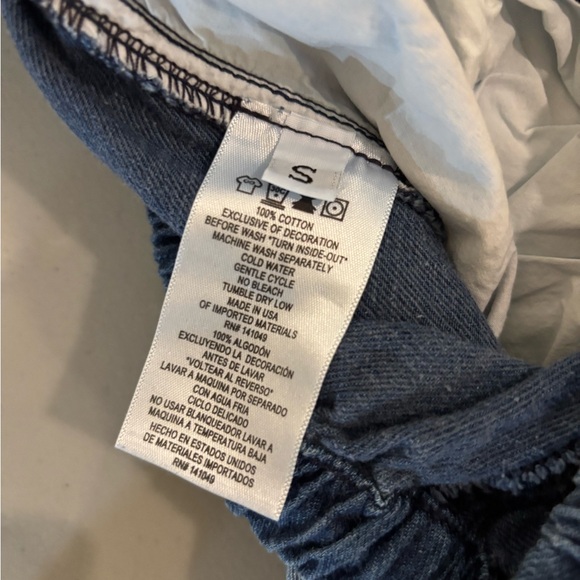 S
100% COTTON
EXCLUSIVE OF DECORATION
BEFORE WASH "TURN INSIDE-OUT"
MACHINE WASH SEPARATELY
COLD WATER
GENTLE CYCLE
NO BLEACH
TUMBLE DRY LOW
MADE IN USA
OF IMPORTED MATERIALS
RN# 141049
100% ALGODÓN
EXCLUYENDO LA DECORACIÓN
ANTES DE LAVAR
"VOLTEAR AL REVERSO"
LAVAR A MAQUINA POR SEPARADO
CON AGUA FRIA
CICLO DELICADO
NO USAR BLANQUEADOR LAVAR A
MAQUINA A TEMPERATURA BAJA
HECHO EN ESTADOS UNIDOS
DE MATERIALES IMPORTADOS
RN# 141049